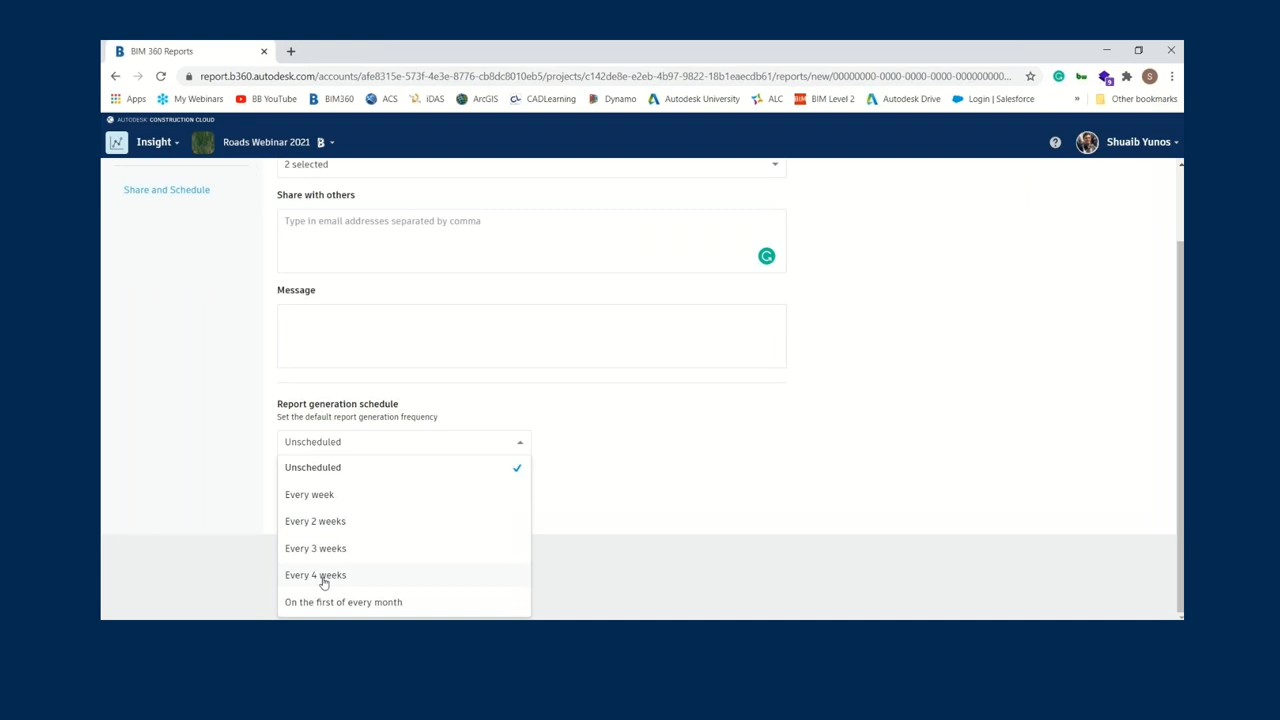 BIM 360 Reports
report.b360.autodesk.com/accounts/afe8315e-573f-4e3e-8776-cb8dc8010eb5/projects/c142de8e-e2eb-4b97-9822-18b1eaecdb61/reports/new/00000000-0000-0000-0000-000000000...
Apps My Webinars BB YouTube BIM360 ACS iDAS ArcGIS CADLearning Dynamo Autodesk University ALC BIM Level 2 Autodesk Drive Login | Salesforce » Other bookmarks
AUTODESK CONSTRUCTION CLOUD
Insight Roads Webinar 2021 B Shuaib Yunos
2 selected
Share and Schedule
Share with others
Type in email addresses separated by comma
Message
Report generation schedule
Set the default report generation frequency
Unscheduled
Unscheduled
Every week
Every 2 weeks
Every 3 weeks
Every 4 weeks
On the first of every month